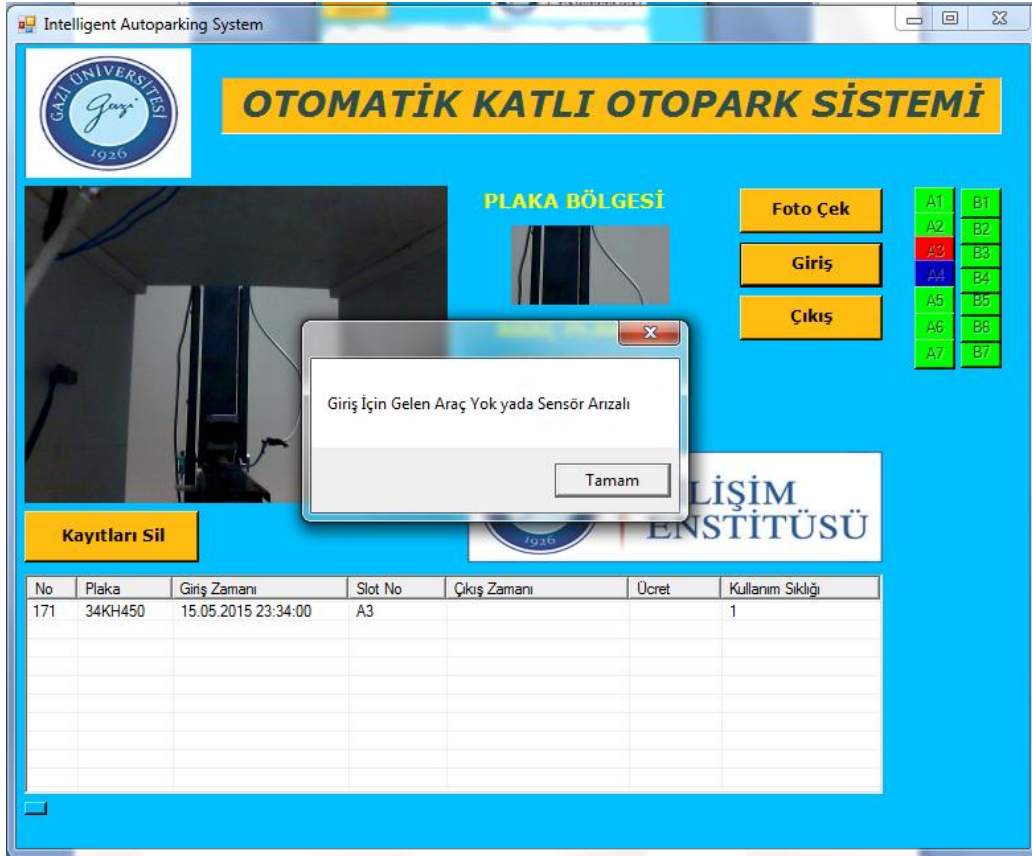 Intelligent Autoparking System
GAZİ ÜNİVERSİTESİ
Gazi
1926
OTOMATİK KATLI OTOPARK SİSTEMİ
PLAKA BÖLGESİ
Foto Çek
Giriş
Çıkış
A1 B1
A2 B2
A3 B3
A4 B4
A5 B5
A6 B6
A7 B7
Giriş İçin Gelen Araç Yok yada Sensör Arızalı
Tamam
LİŞİM
ENSTİTÜSÜ
1926
Kayıtları Sil
No Plaka Giriş Zamanı Slot No Çıkış Zamanı Ücret Kullanım Sıklığı
171 34KH450 15.05.2015 23:34:00 A3 1